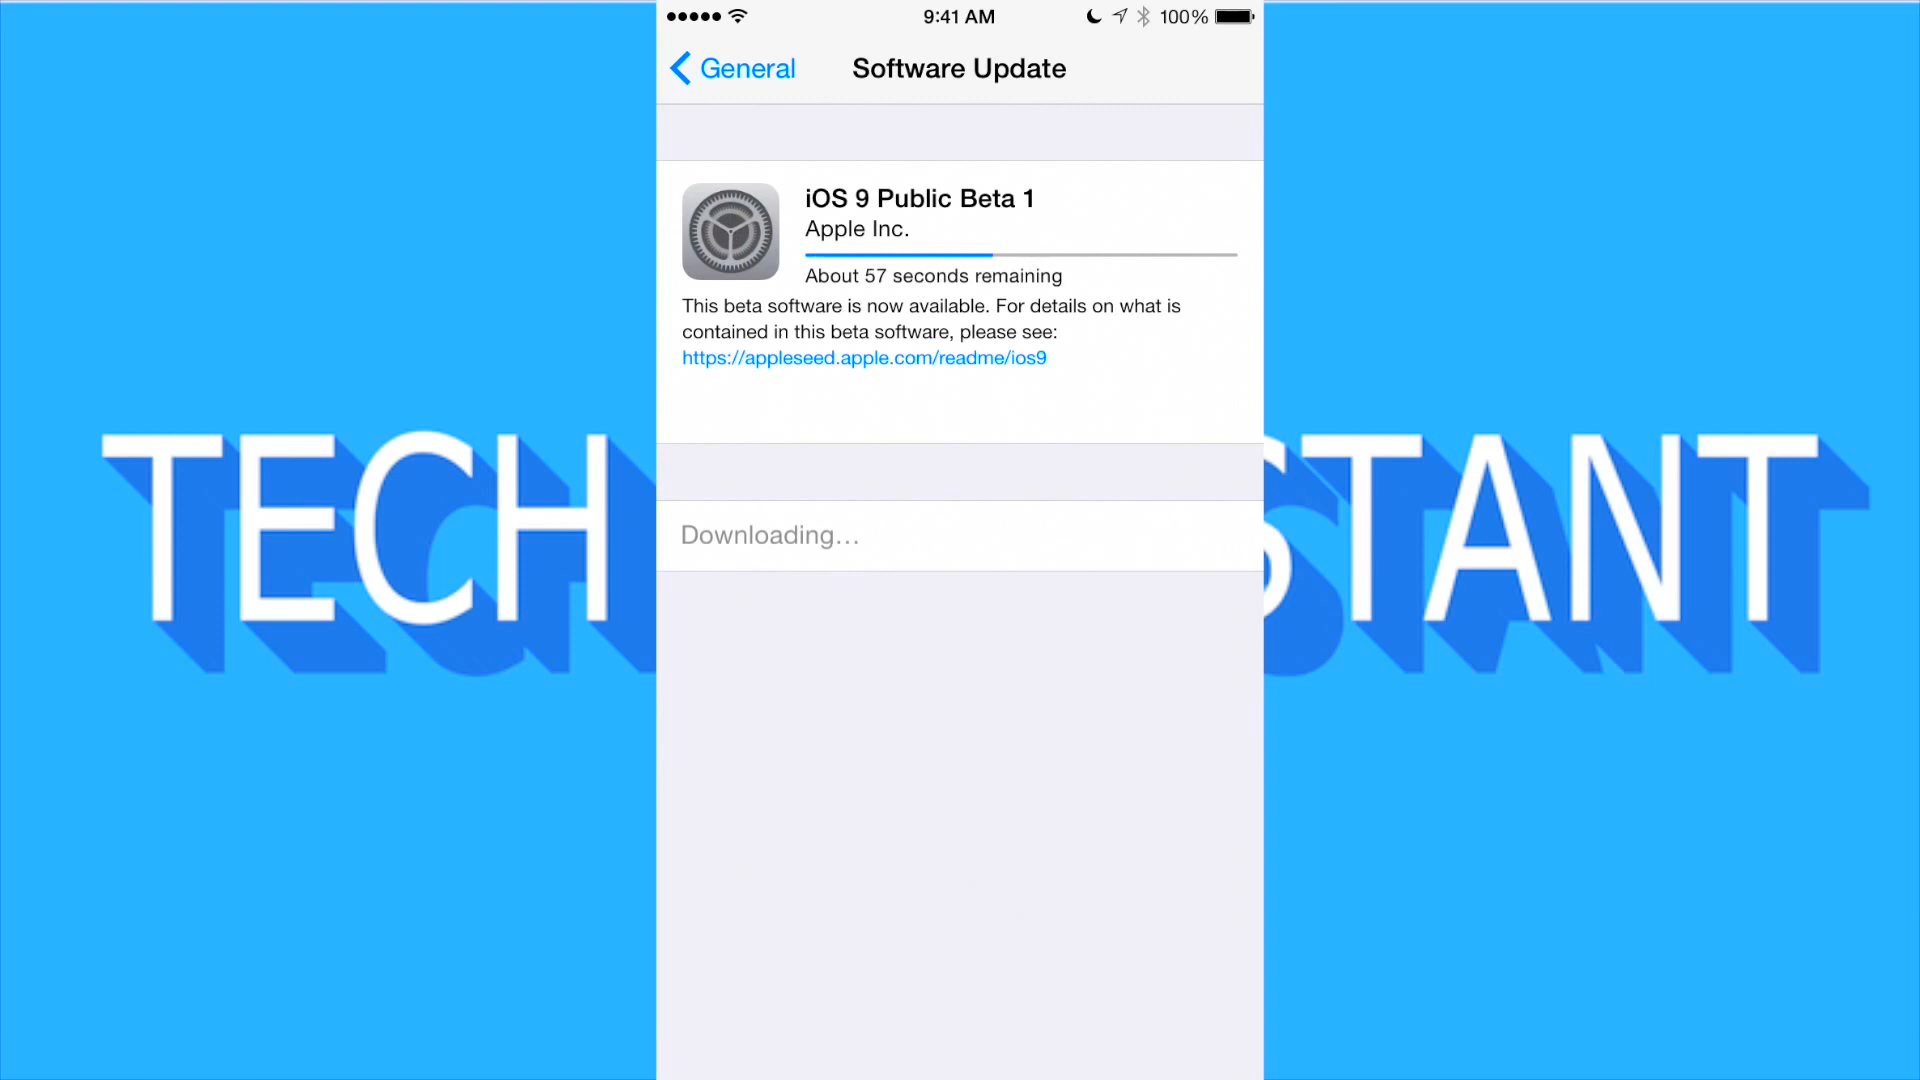 9:41 AM 100%
General Software Update
iOS 9 Public Beta 1
Apple Inc.
About 57 seconds remaining
This beta software is now available. For details on what is
contained in this beta software, please see:
https://appleseed.apple.com/readme/ios9
TECH STANT
Downloading...